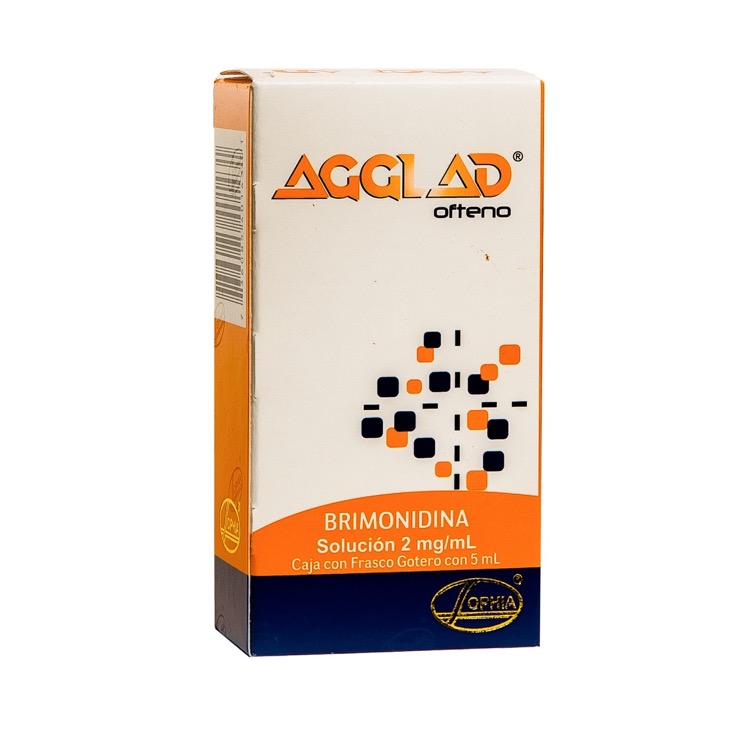 AGGLAD®
ofteno
BRIMONIDINA
Solución 2 mg/mL
Caja con Frasco Gotero con 5 mL
SOPHIA®